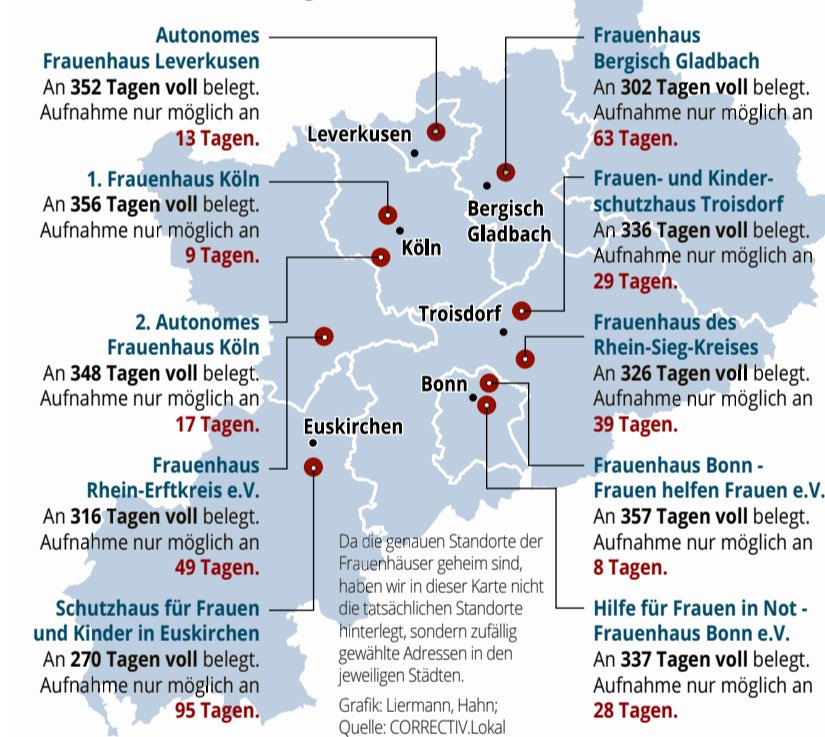 Autonomes
Frauenhaus Leverkusen
An 352 Tagen voll belegt.
Aufnahme nur möglich an
13 Tagen.
1. Frauenhaus Köln
An 356 Tagen voll belegt.
Aufnahme nur möglich an
9 Tagen.
2. Autonomes
Frauenhaus Köln
An 348 Tagen voll belegt.
Aufnahme nur möglich an
17 Tagen.
Frauenhaus
Rhein-Erftkreis e.V.
An 316 Tagen voll belegt.
Aufnahme nur möglich an
49 Tagen.
Schutzhaus für Frauen
und Kinder in Euskirchen
An 270 Tagen voll belegt.
Aufnahme nur möglich an
95 Tagen.
Leverkusen
Bergisch
Gladbach
Köln
Troisdorf
Bonn
Euskirchen
Da die genauen Standorte der
Frauenhäuser geheim sind,
haben wir in dieser Karte nicht
die tatsächlichen Standorte
hinterlegt, sondern zufällig
gewählte Adressen in den
jeweiligen Städten.
Grafik: Liermann, Hahn;
Quelle: CORRECTIV.Lokal
Frauenhaus
Bergisch Gladbach
An 302 Tagen voll belegt.
Aufnahme nur möglich an
63 Tagen.
Frauen- und Kinder-
schutzhaus Troisdorf
An 336 Tagen voll belegt.
Aufnahme nur möglich an
29 Tagen.
Frauenhaus des
Rhein-Sieg-Kreises
An 326 Tagen voll belegt.
Aufnahme nur möglich an
39 Tagen.
Frauenhaus Bonn -
Frauen helfen Frauen e.V.
An 357 Tagen voll belegt.
Aufnahme nur möglich an
8 Tagen.
Hilfe für Frauen in Not -
Frauenhaus Bonn e.V.
An 337 Tagen voll belegt.
Aufnahme nur möglich an
28 Tagen.